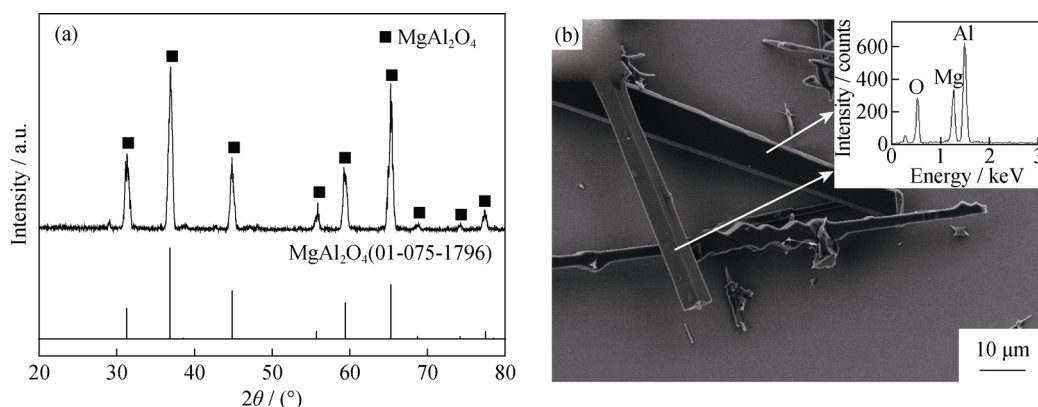 (a)
■ MgAl₂O₄
Intensity / a.u.
MgAl₂O₄(01-075-1796)
20 30 40 50 60 70 80
2θ / (°)
(b)
Intensity / counts
600
400
200
0
O
Mg
Al
0 1 2 3
Energy / keV
10 μm